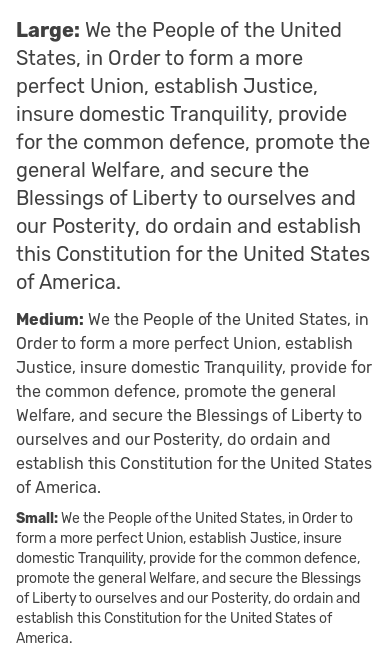 Large: We the People of the United
States, in Order to form a more
perfect Union, establish Justice,
insure domestic Tranquility, provide
for the common defence, promote the
general Welfare, and secure the
Blessings of Liberty to ourselves and
our Posterity, do ordain and establish
this Constitution for the United States
of America.
Medium: We the People of the United States, in
Order to form a more perfect Union, establish
Justice, insure domestic Tranquility, provide for
the common defence, promote the general
Welfare, and secure the Blessings of Liberty to
ourselves and our Posterity, do ordain and
establish this Constitution for the United States
of America.
Small: We the People of the United States, in Order to
form a more perfect Union, establish Justice, insure
domestic Tranquility, provide for the common defence,
promote the general Welfare, and secure the Blessings
of Liberty to ourselves and our Posterity, do ordain and
establish this Constitution for the United States of
America.